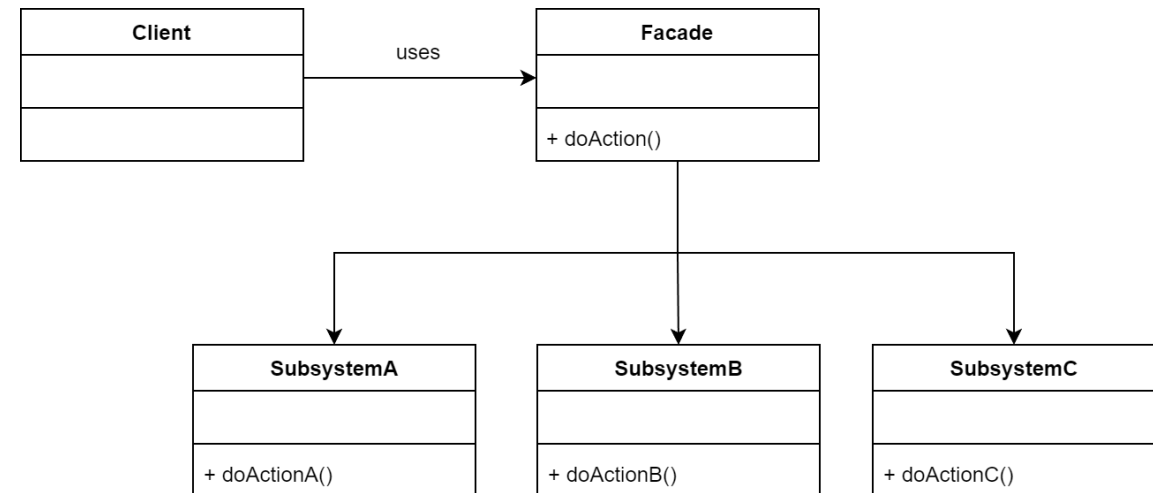 Client
Facade
uses
+ doAction()
SubsystemA
SubsystemB
SubsystemC
+ doActionA()
+ doActionB()
+ doActionC()